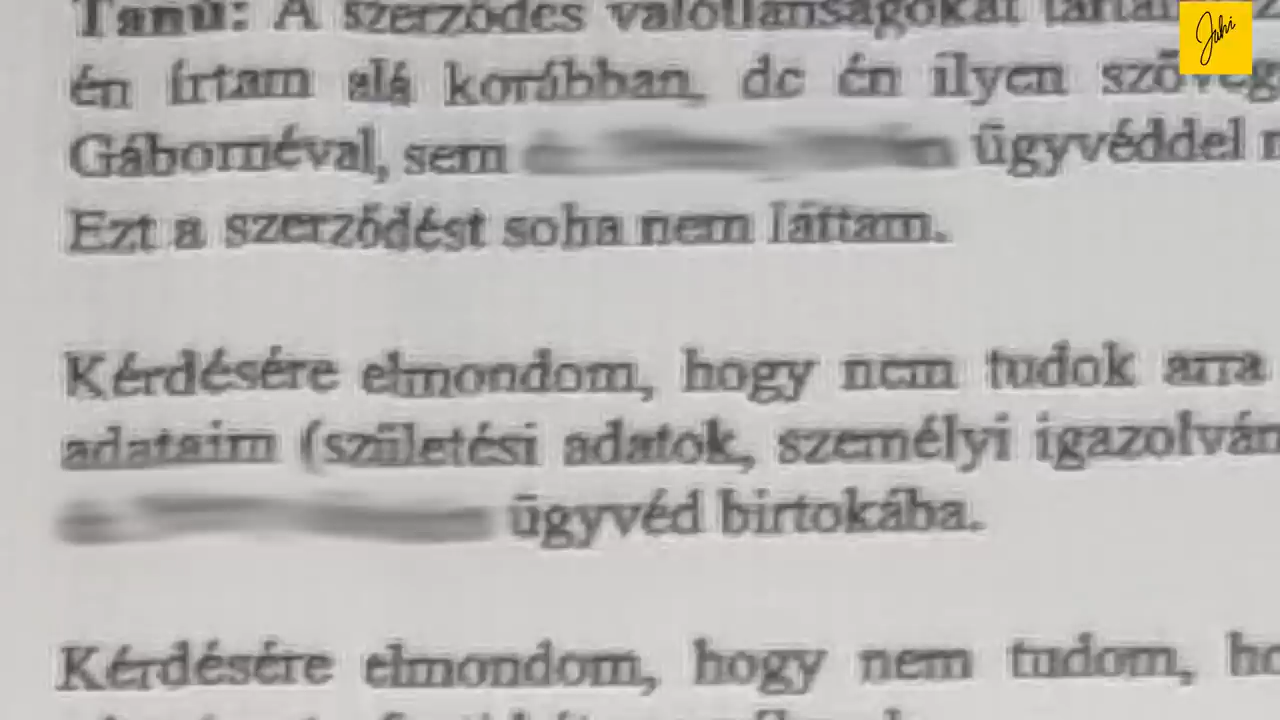 Tanú: A szerződés valótlanságokat
én írtam alá korábban, de én ilyen
Gábornéval, sem ügyvéddel
Ezt a szerződést soha nem láttam.
Kérdésére elmondom, hogy nem tudok arra
adataim (születési adatok, személyi
ügyvéd birtokába.
Kérdésére elmondom, hogy nem tudom,
Juhi